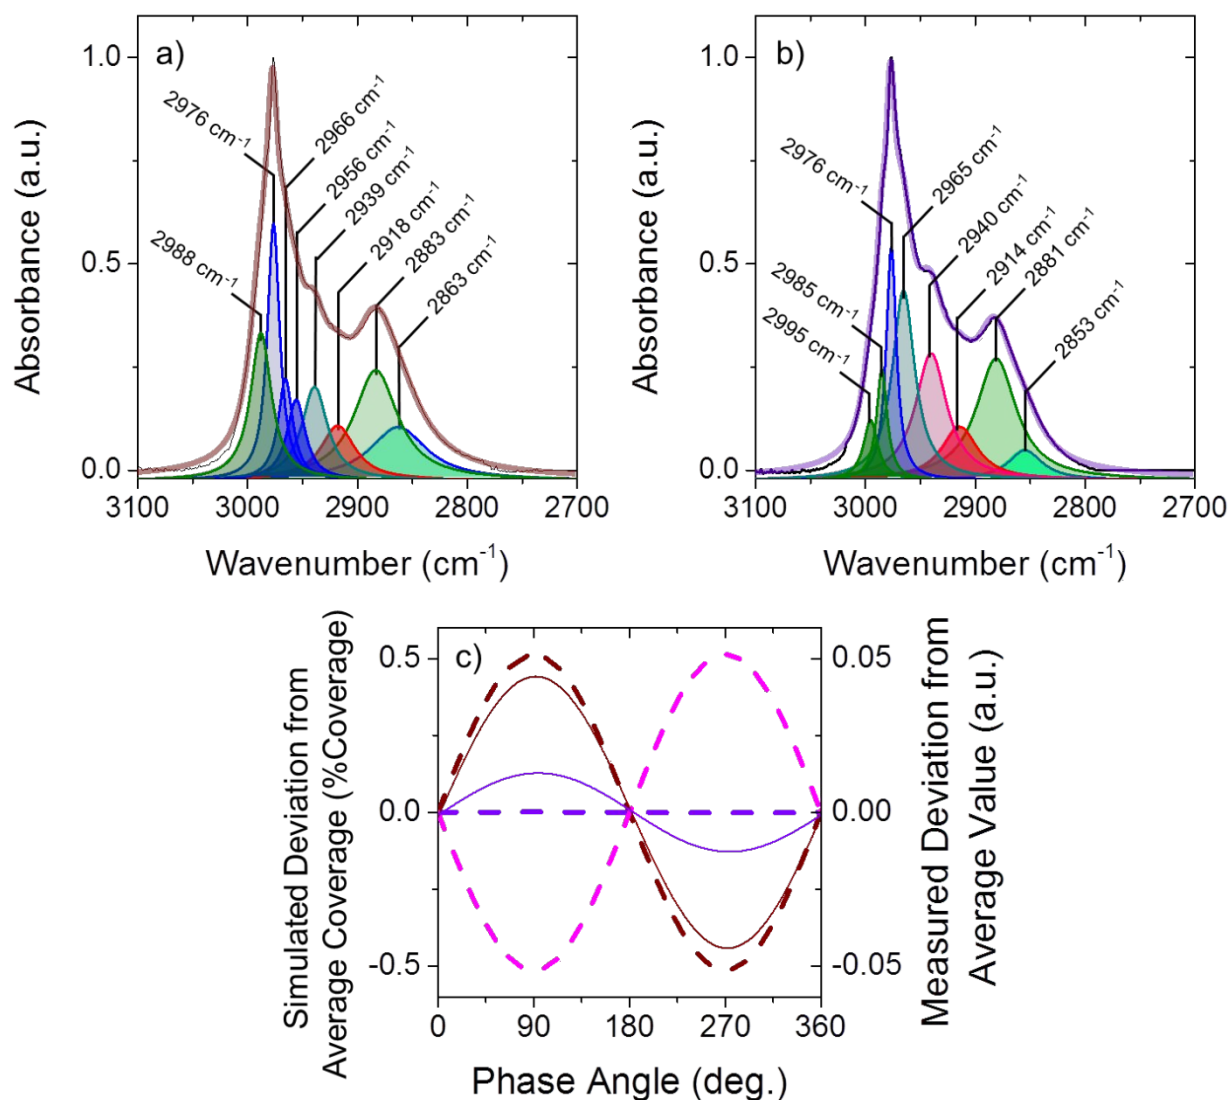 a)
1.0
0.5
0.0
Absorbance (a.u.)
2988 cm-1
2976 cm-1
2966 cm-1
2956 cm-1
2939 cm-1
2918 cm-1
2883 cm-1
2863 cm-1
3100 3000 2900 2800 2700
Wavenumber (cm-1)
b)
1.0
0.5
0.0
Absorbance (a.u.)
2995 cm-1
2985 cm-1
2976 cm-1
2965 cm-1
2940 cm-1
2914 cm-1
2881 cm-1
2853 cm-1
3100 3000 2900 2800 2700
Wavenumber (cm-1)
c)
Simulated Deviation from
Average Coverage (%Coverage)
0.5
0.0
-0.5
0.05
0.00
-0.05
Measured Deviation from
Average Value (a.u.)
0 90 180 270 360
Phase Angle (deg.)